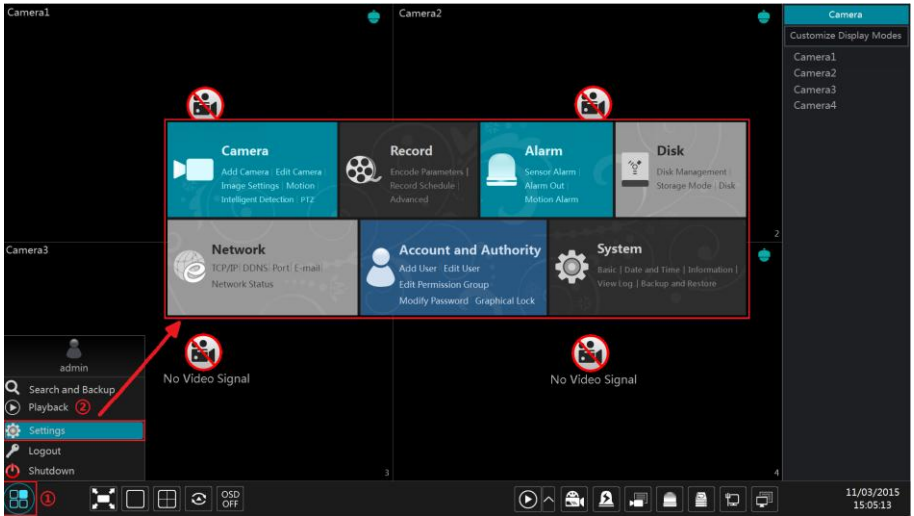 Camera1
Camera2
Camera
Customize Display Modes
Camera1
Camera2
Camera3
Camera4
Camera
Add Camera | Edit Camera |
Image Settings | Motion
Intelligent Detection | PTZ
Record
Encode Parameters |
Record Schedule |
Advanced
Alarm
Sensor Alarm |
Alarm Out |
Motion Alarm
Disk
Disk Management |
Storage Mode | Disk
2
Camera3
Network
TCP/IP | DDNS | Port | E-mail
Network Status
Account and Authority
Add User | Edit User
Edit Permission Group
Modify Password | Graphical Lock
System
Basic | Date and Time | Information |
View Log | Backup and Restore
admin
Search and Backup
Playback ②
Settings
Logout
Shutdown
No Video Signal
No Video Signal
3
4
①
OSD
OFF
11/03/2015
15:05:13